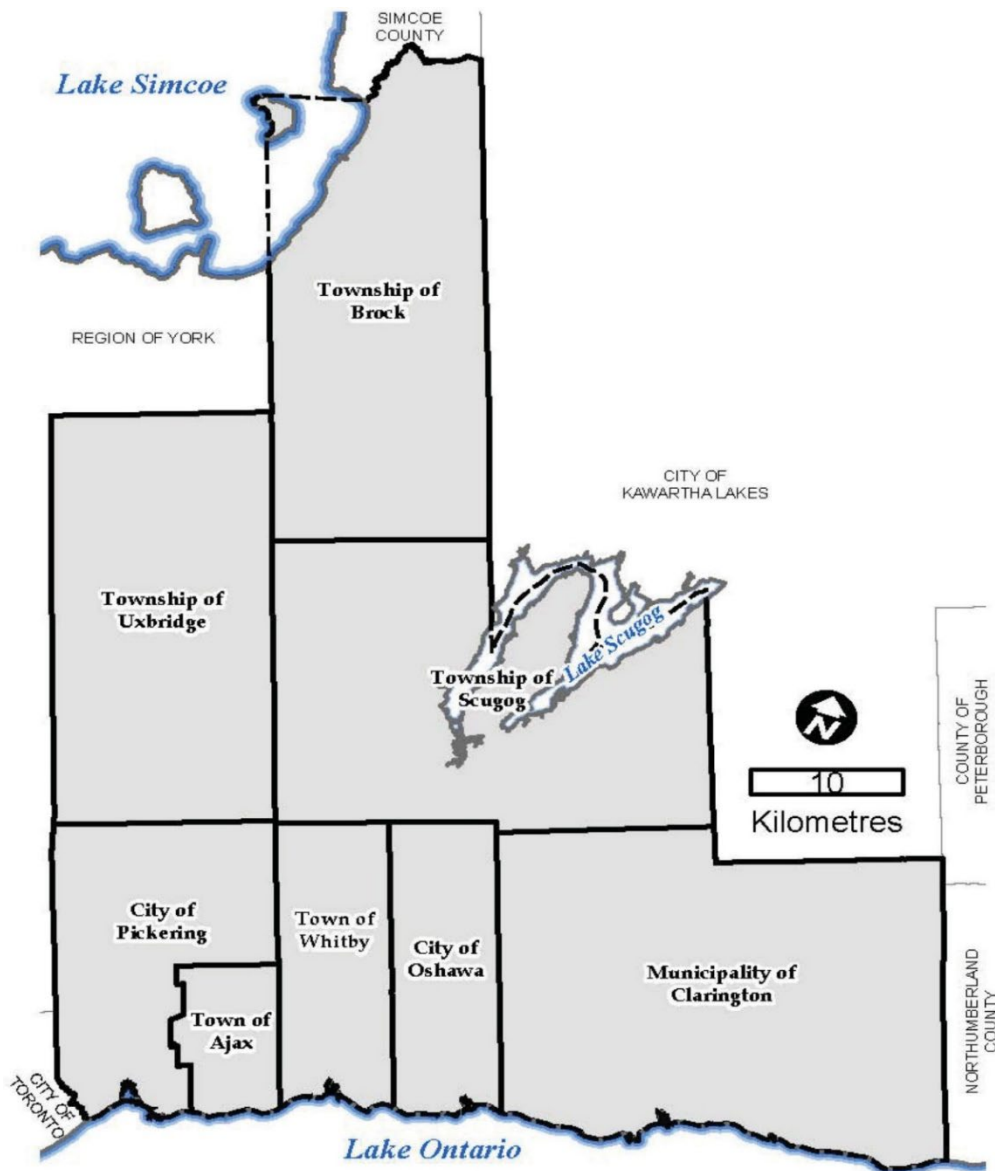 SIMCOE
COUNTY
Lake Simcoe
Township of
Brock
REGION OF YORK
CITY OF
KAWARTHA LAKES
Township of
Uxbridge
Lake Scugog
Township of
Scugog
COUNTY OF
PETERBOROUGH
N
10
Kilometres
City of
Pickering
Town of
Whitby
City of
Oshawa
Municipality of
Clarington
Town of
Ajax
NORTHUMBERLAND
COUNTY
CITY OF
TORONTO
Lake Ontario